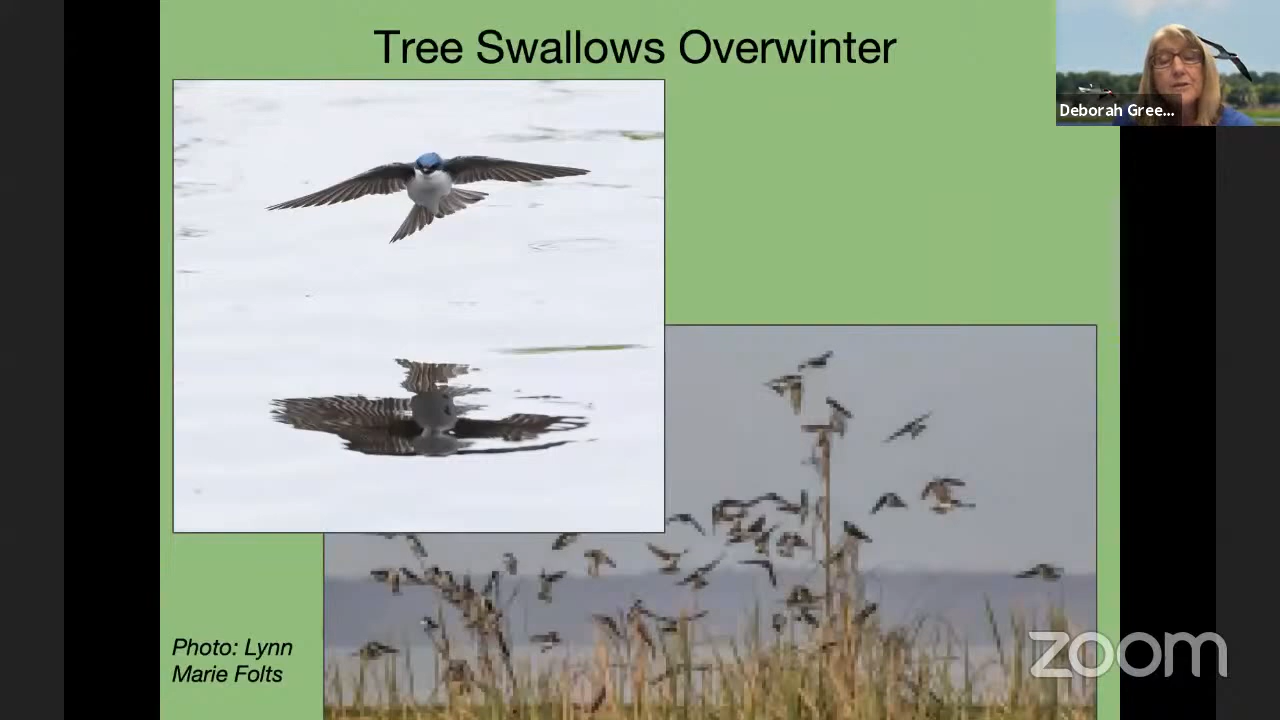 Tree Swallows Overwinter
Deborah Gree...
Photo: Lynn
Marie Folts
zoom